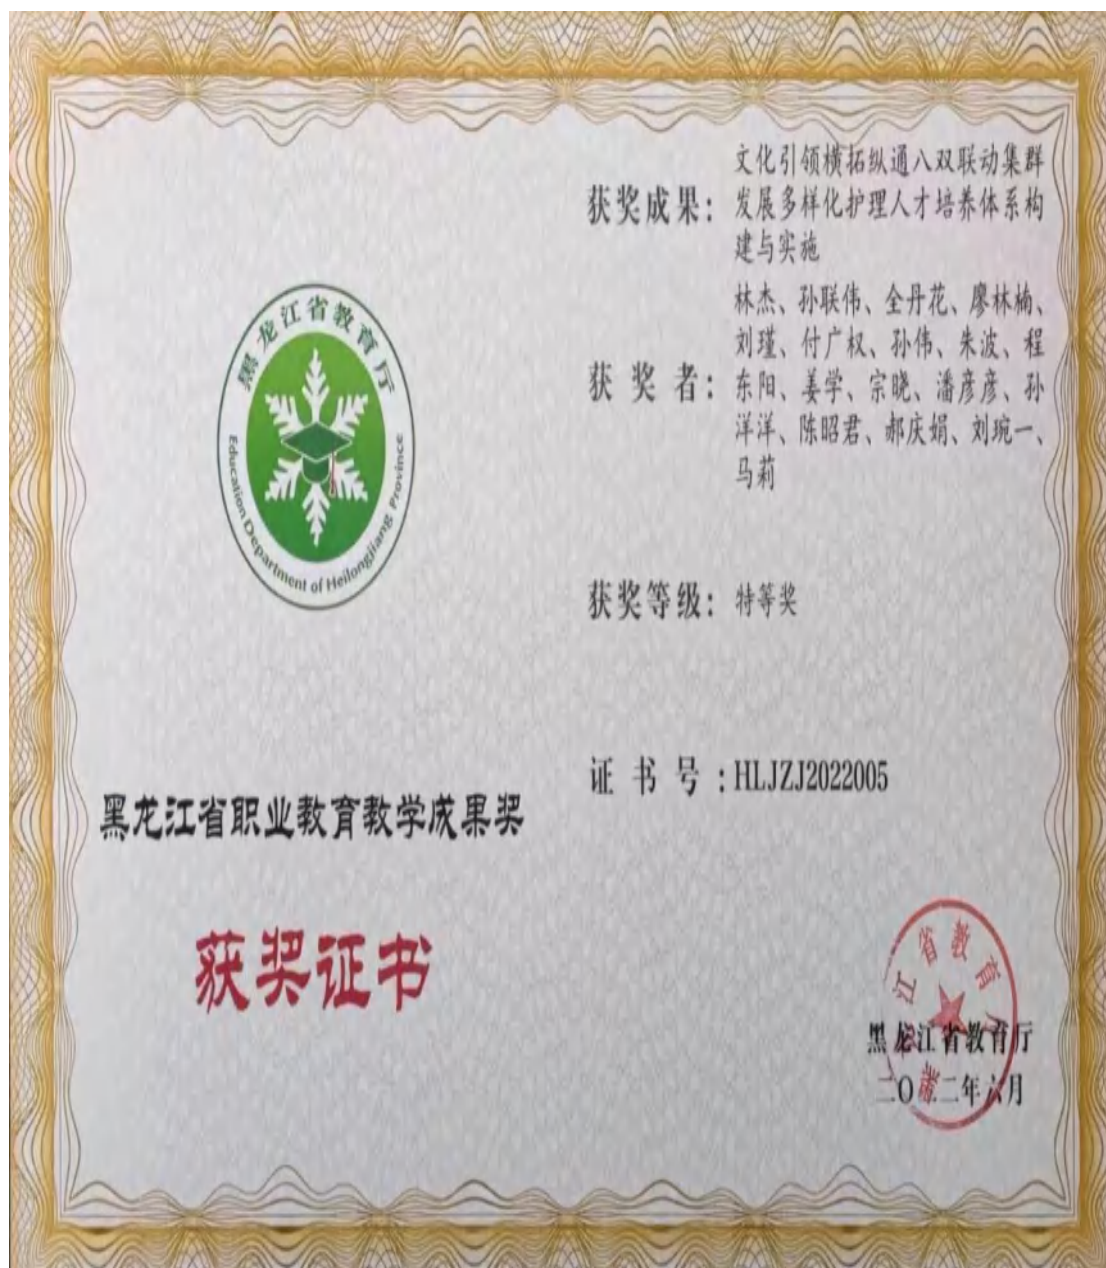 黑龙江省教育厅
Education Department of Heilongjiang Province
黑龙江省职业教育教学成果奖
获奖证书
获奖成果：
文化引领横拓纵通八双联动集群
发展多样化护理人才培养体系构
建与实施
获奖者：
林杰、孙联伟、全丹花、廖林楠、
刘瑾、付广权、孙伟、朱波、程
东阳、姜学、宗晓、潘彦彦、孙
洋洋、陈昭君、郝庆娟、刘琬一、
马莉
获奖等级：特等奖
证书号：HLJZJ2022005
江省教育厅
黑龙江省教育厅
二〇二二年六月